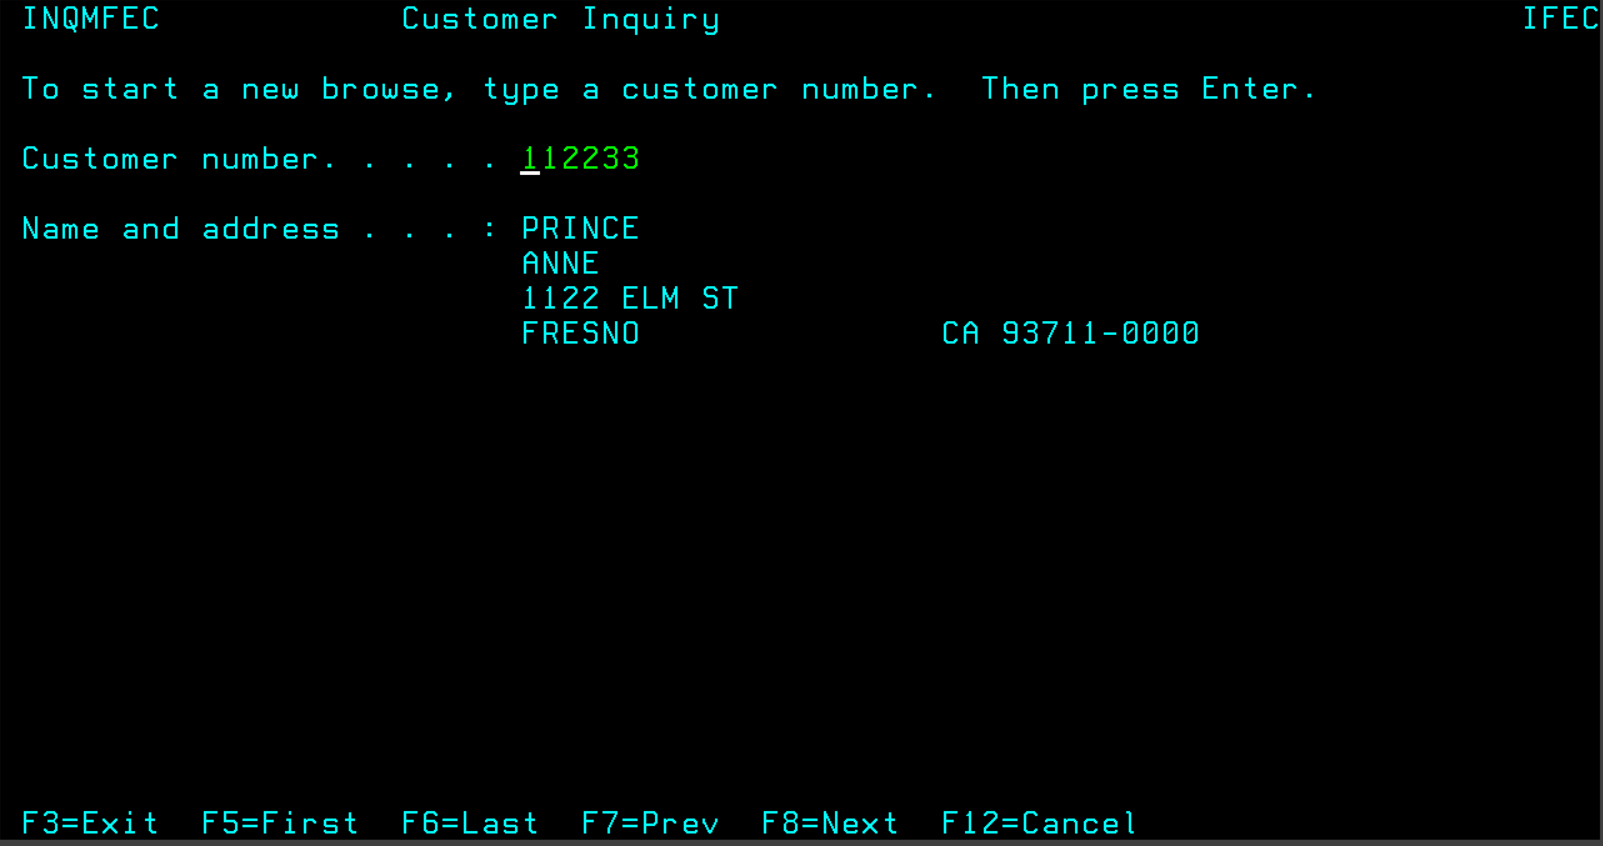 INQMFEC Customer Inquiry IFEC
To start a new browse, type a customer number. Then press Enter.
Customer number. . . . . 112233
Name and address . . . : PRINCE
ANNE
1122 ELM ST
FRESNO CA 93711-0000
F3=Exit F5=First F6=Last F7=Prev F8=Next F12=Cancel